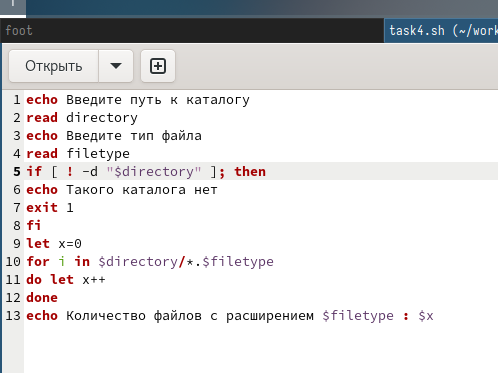 foot
task4.sh (~/work
Открыть
1 echo Введите путь к каталогу
2 read directory
3 echo Введите тип файла
4 read filetype
5 if [ ! -d "$directory" ]; then
6 echo Такого каталога нет
7 exit 1
8 fi
9 let x=0
10 for i in $directory/*.$filetype
11 do let x++
12 done
13 echo Количество файлов с расширением $filetype : $x